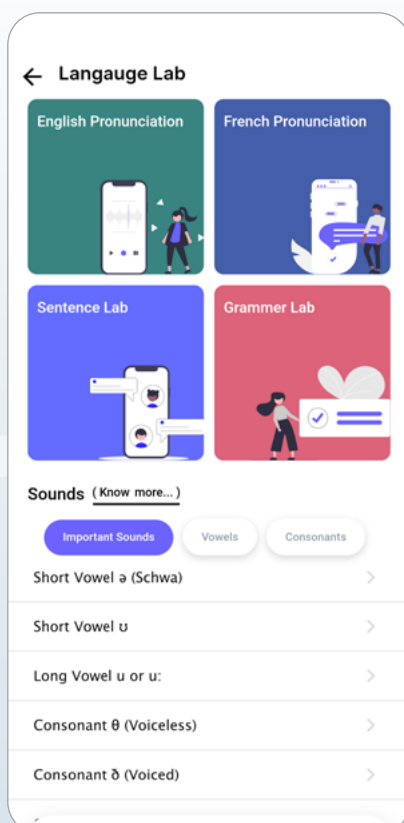 Langauge Lab
English Pronunciation
French Pronunciation
Sentence Lab
Grammer Lab
Sounds (Know more...)
Important Sounds
Vowels
Consonants
Short Vowel ə (Schwa)
Short Vowel ʊ
Long Vowel u or u:
Consonant θ (Voiceless)
Consonant ð (Voiced)